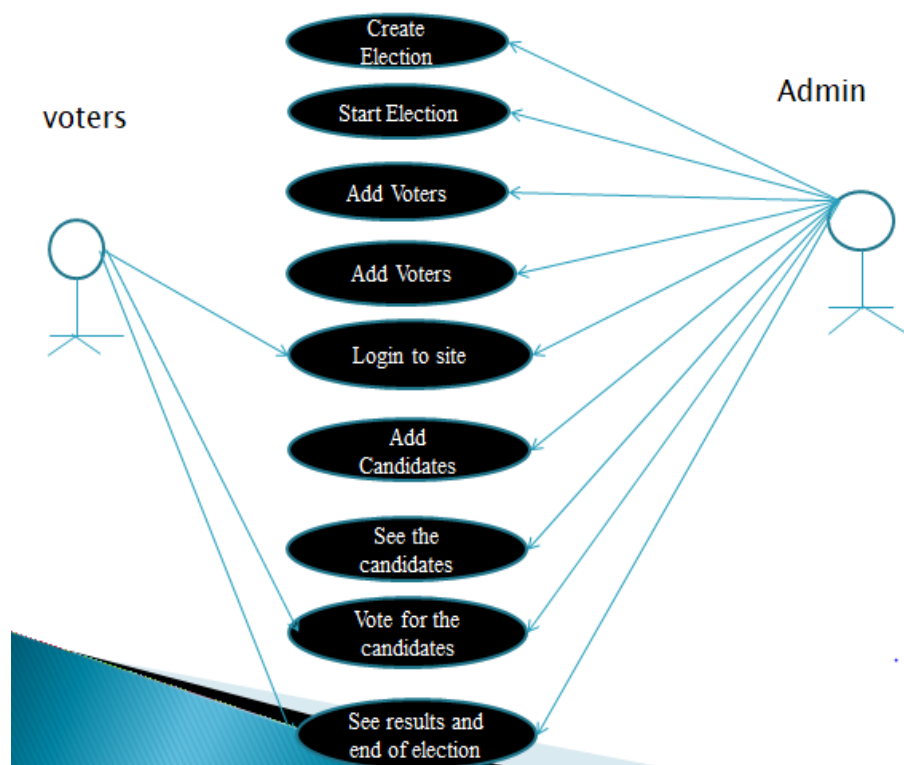 Create
Election
Admin
voters
Start Election
Add Voters
Add Voters
Login to site
Add
Candidates
See the
candidates
Vote for the
candidates
See results and
end of election